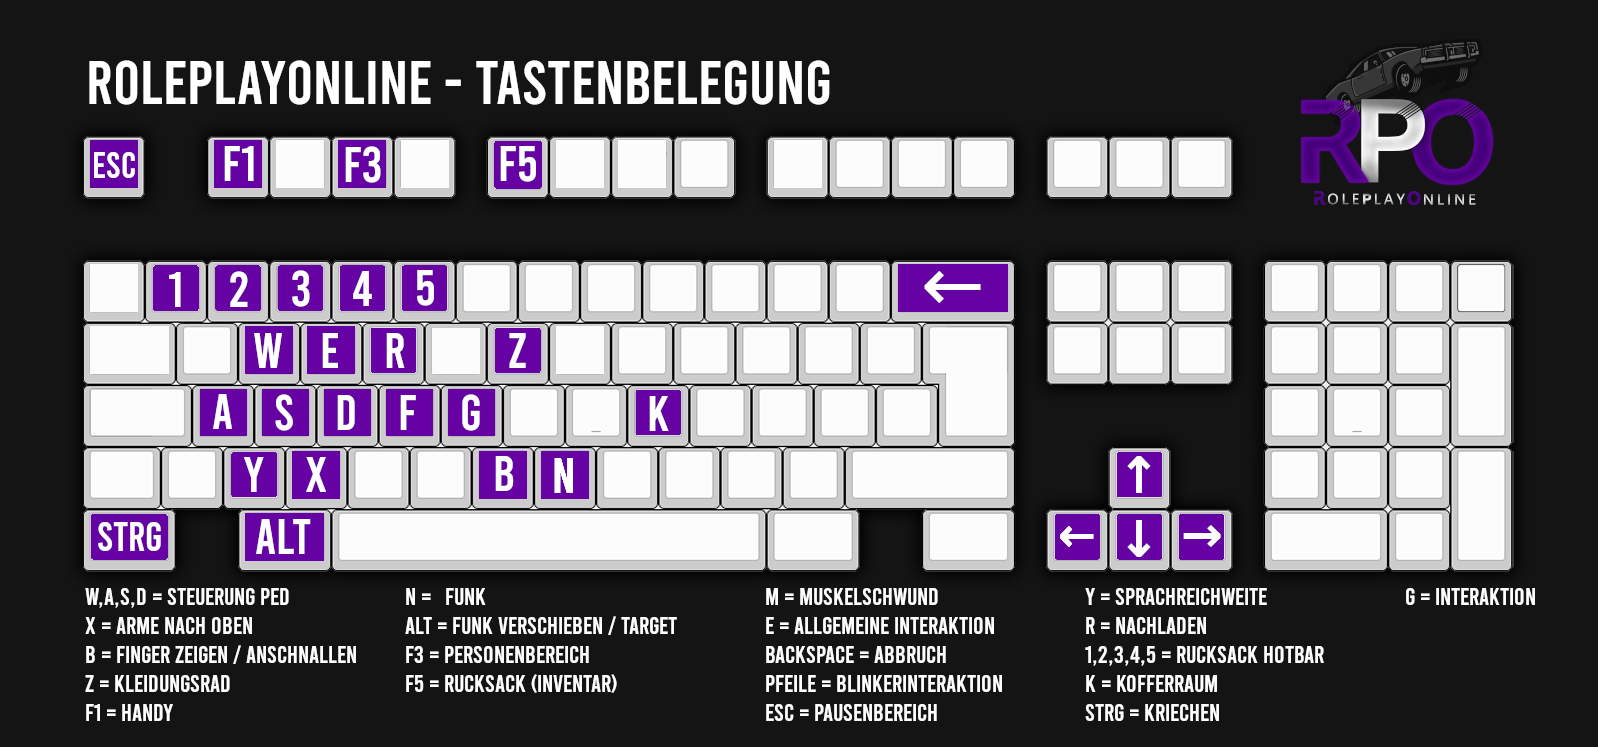 ROLEPLAYONLINE - TASTENBELEGUNG
RPO
ROLEPLAYONLINE
ESC F1 F3 F5
1 2 3 4 5 ←
W E R Z
A S D F G K
Y X B N ↑
STRG ALT ← ↓ →
W,A,S,D = STEUERUNG PED
X = ARME NACH OBEN
B = FINGER ZEIGEN / ANSCHNALLEN
Z = KLEIDUNGSRAD
F1 = HANDY
N = FUNK
ALT = FUNK VERSCHIEBEN / TARGET
F3 = PERSONENBEREICH
F5 = RUCKSACK (INVENTAR)
M = MUSKELSCHWUND
E = ALLGEMEINE INTERAKTION
BACKSPACE = ABBRUCH
PFEILE = BLINKERINTERAKTION
ESC = PAUSENBEREICH
Y = SPRACHREICHWEITE
R = NACHLADEN
1,2,3,4,5 = RUCKSACK HOTBAR
K = KOFFERRAUM
STRG = KRIECHEN
G = INTERAKTION